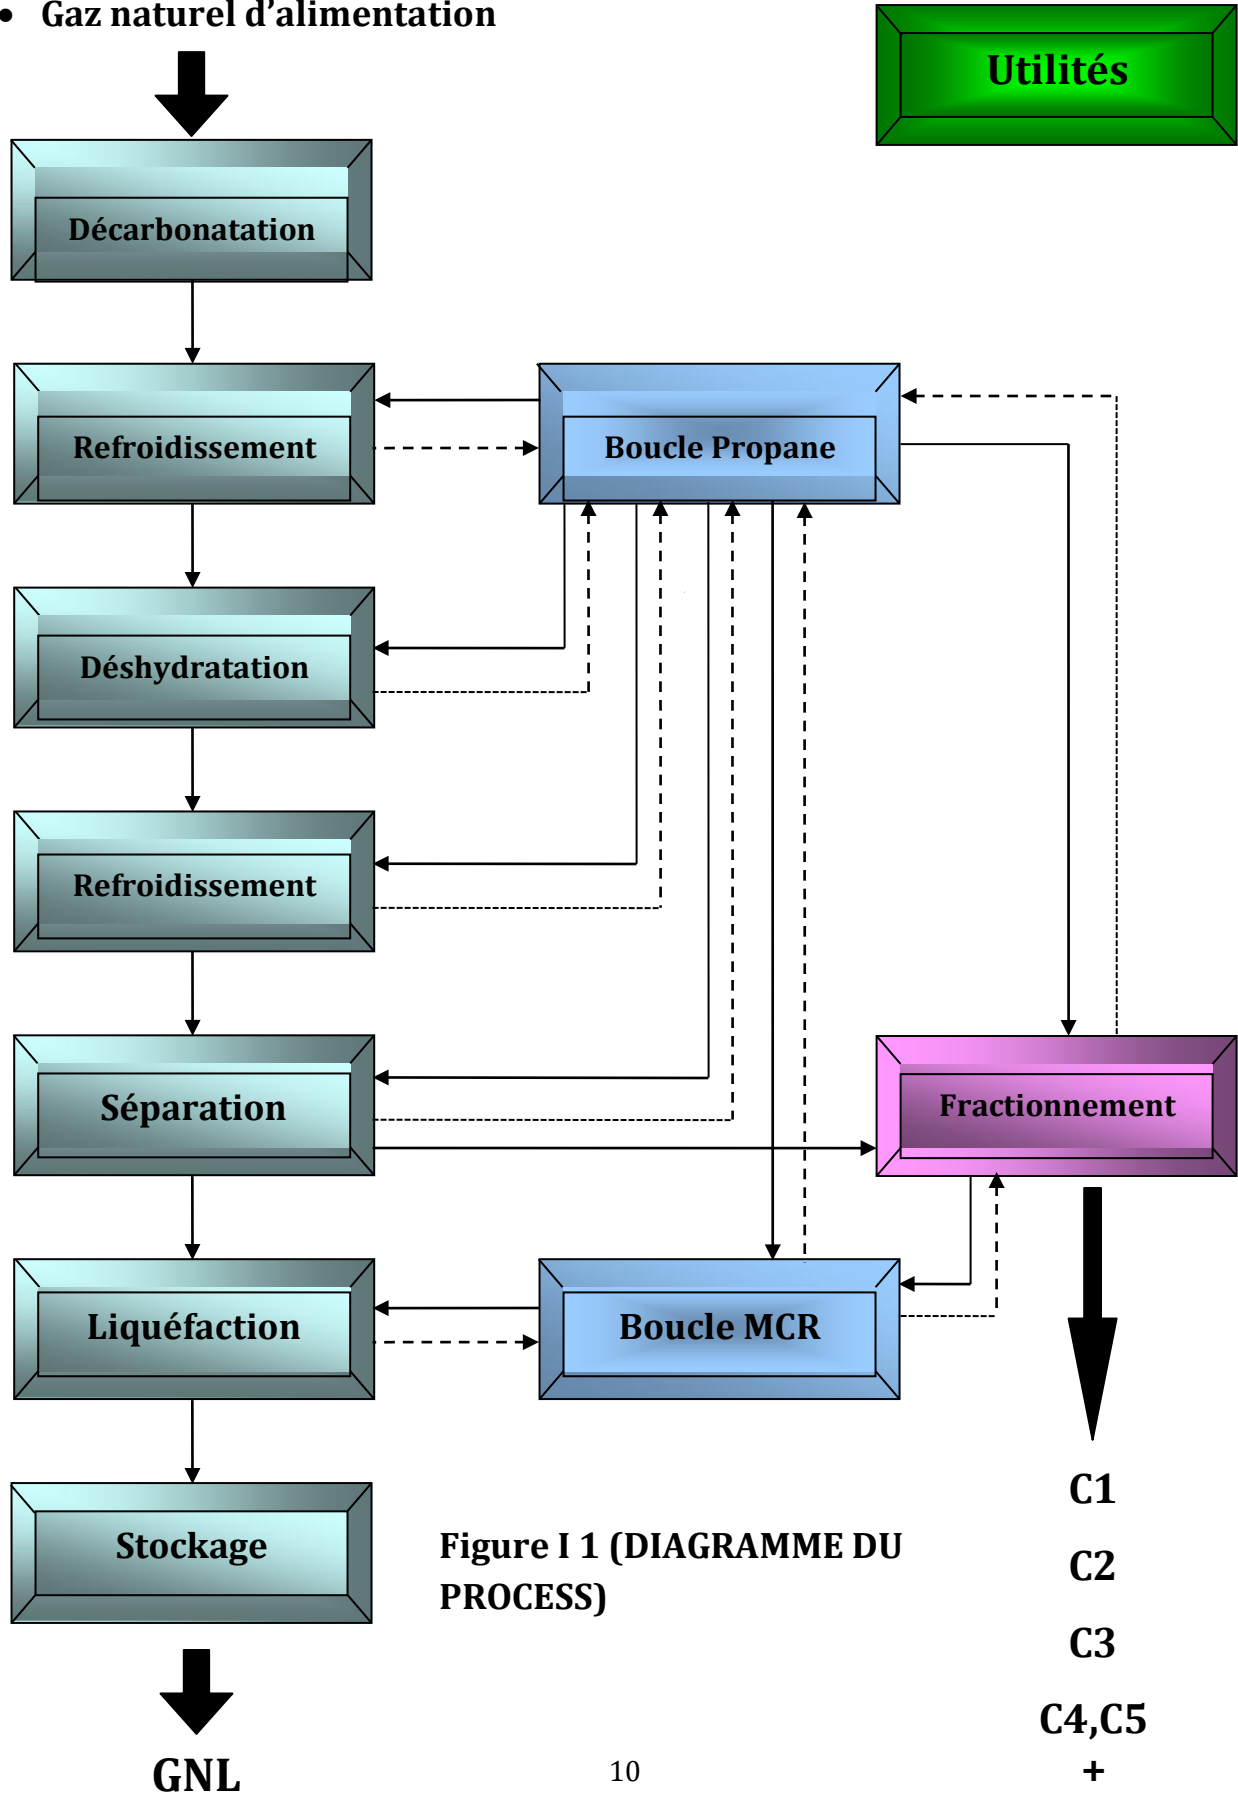 • Gaz naturel d'alimentation
Utilités
Décarbonatation
Refroidissement
Boucle Propane
Déshydratation
Refroidissement
Séparation
Fractionnement
Liquéfaction
Boucle MCR
Stockage
Figure I 1 (DIAGRAMME DU
PROCESS)
C1
C2
C3
C4,C5
+
GNL
10